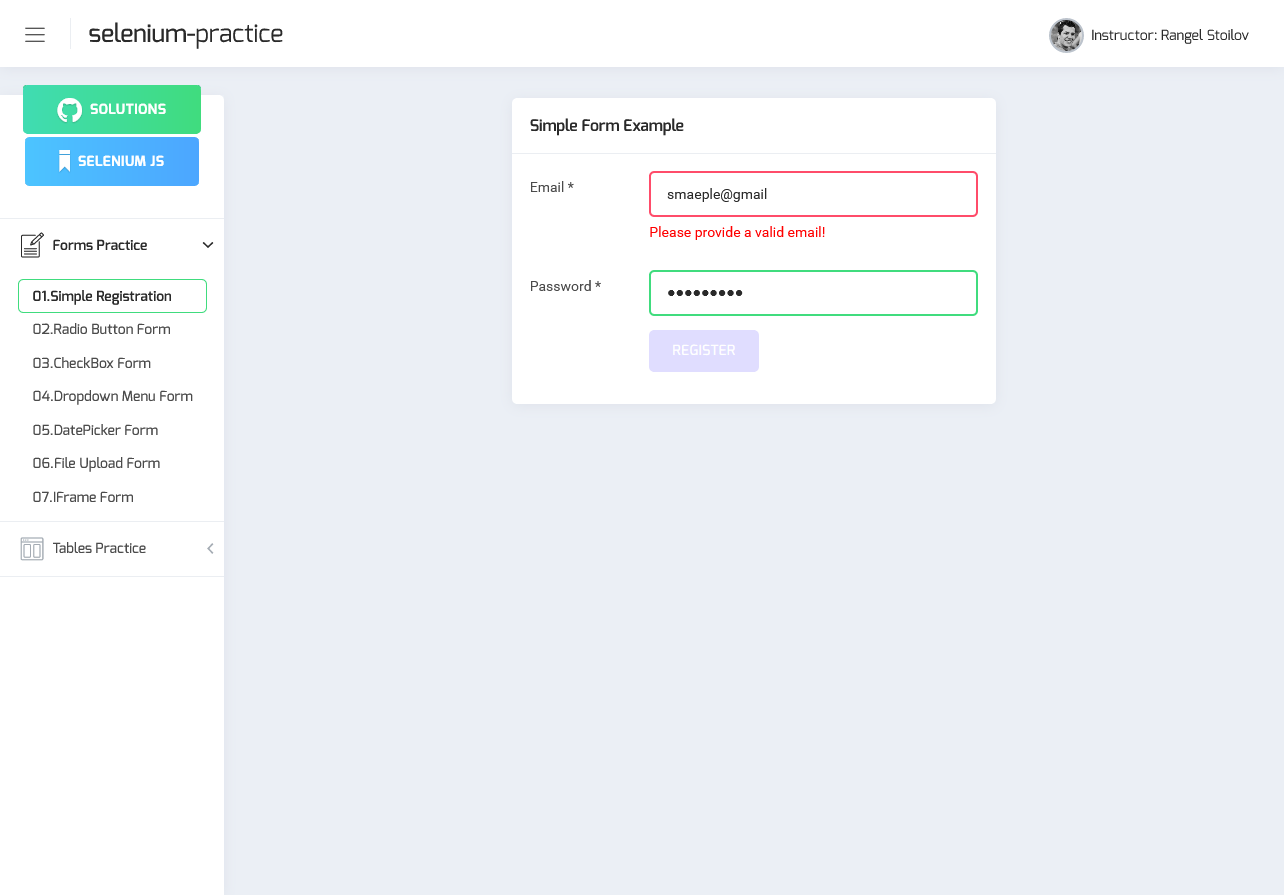 selenium-practice
Instructor: Rangel Stoilov
SOLUTIONS
SELENIUM JS
Forms Practice
01.Simple Registration
02.Radio Button Form
03.CheckBox Form
04.Dropdown Menu Form
05.DatePicker Form
06.File Upload Form
07.IFrame Form
Tables Practice
Simple Form Example
Email *
smaeple@gmail
Please provide a valid email!
Password *
•••••••••
REGISTER